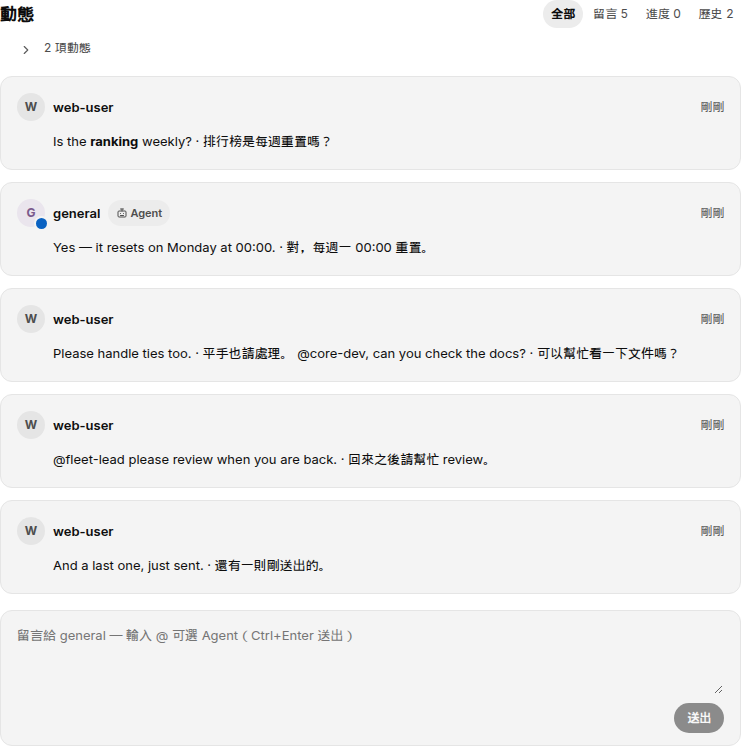 動態
全部 留言 5 進度 0 歷史 2
2 項動態
W web-user 剛剛
Is the ranking weekly? · 排行榜是每週重置嗎？
G general Agent 剛剛
Yes — it resets on Monday at 00:00. · 對，每週一 00:00 重置。
W web-user 剛剛
Please handle ties too. · 平手也請處理。 @core-dev, can you check the docs? · 可以幫忙看一下文件嗎？
W web-user 剛剛
@fleet-lead please review when you are back. · 回來之後請幫忙 review。
W web-user 剛剛
And a last one, just sent. · 還有一則剛送出的。
留言給 general — 輸入 @ 可選 Agent（Ctrl+Enter 送出）
送出